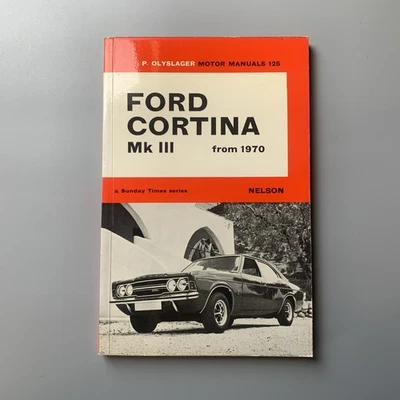 P. OLYSLAGER MOTOR MANUALS 125
FORD
CORTINA
Mk III from 1970
a Sunday Times series NELSON